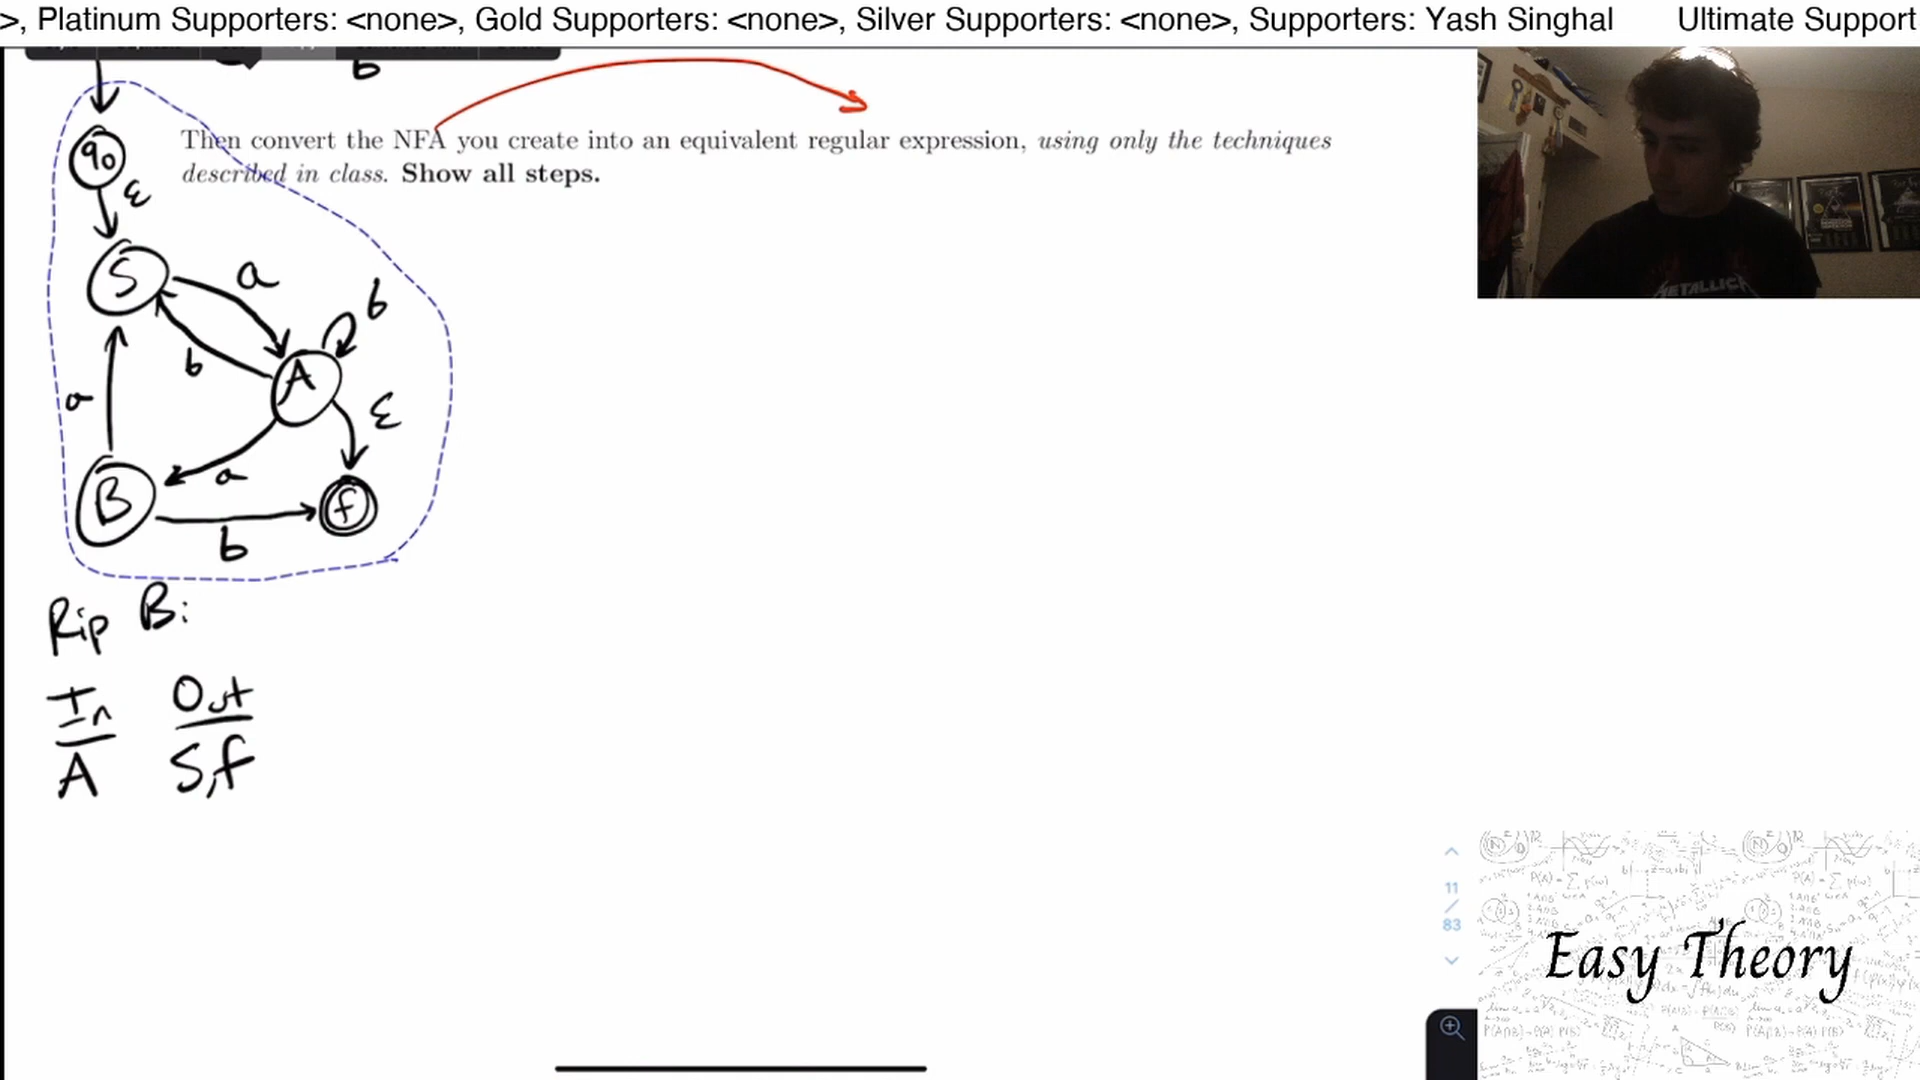 >, Platinum Supporters: <none>, Gold Supporters: <none>, Silver Supporters: <none>, Supporters: Yash Singhal Ultimate Support
b
Then convert the NFA you create into an equivalent regular expression, using only the techniques
described in class. Show all steps.
q0
ε
S
a
b
b
A
a
ε
a
B
f
b
Rip B:
In Out
A S,f
METALLICA
11
/
83
Easy Theory